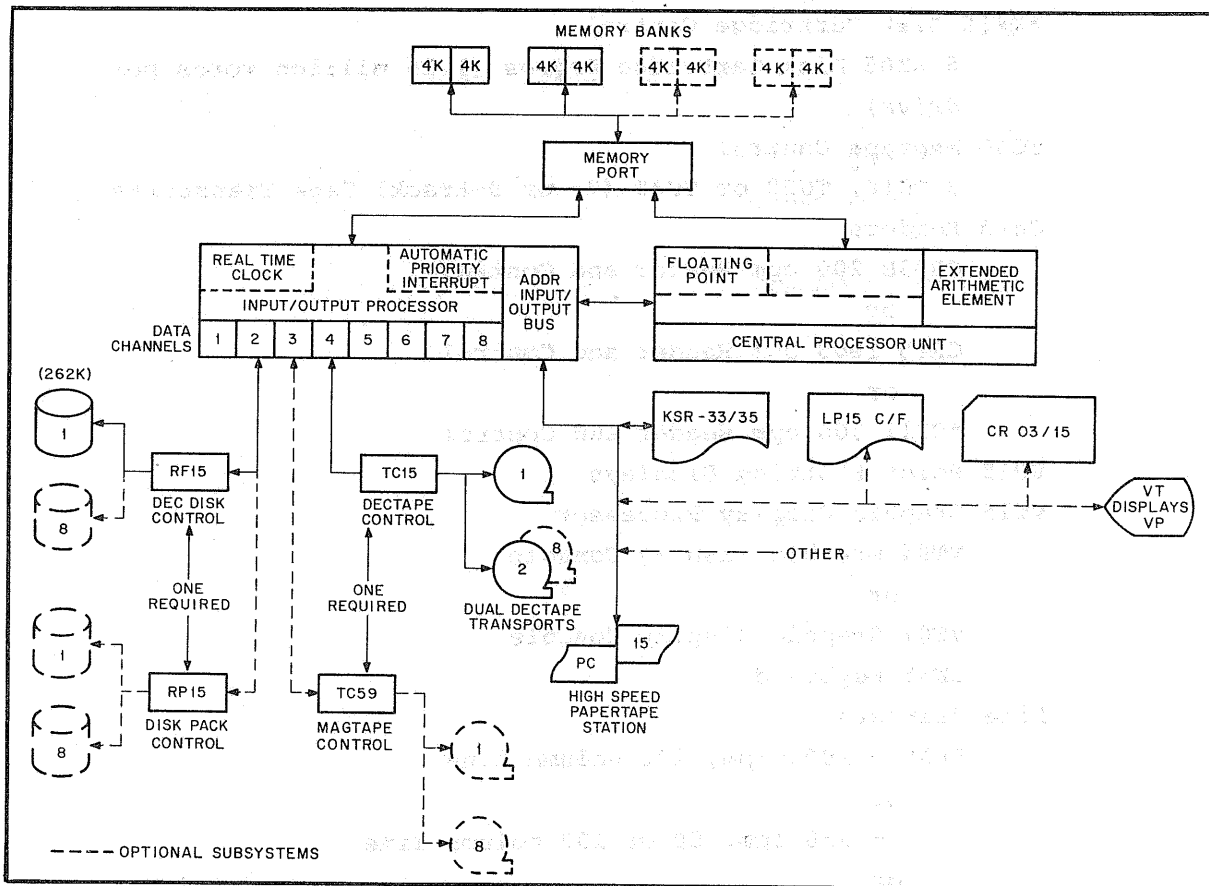 MEMORY BANKS
4K 4K 4K 4K 4K 4K 4K 4K
MEMORY
PORT
REAL TIME
CLOCK
AUTOMATIC
PRIORITY
INTERRUPT
INPUT/OUTPUT PROCESSOR
DATA
CHANNELS
1 2 3 4 5 6 7 8
ADDR
INPUT/
OUTPUT
BUS
FLOATING
POINT
EXTENDED
ARITHMETIC
ELEMENT
CENTRAL PROCESSOR UNIT
(262K)
1
8
RF15
DEC DISK
CONTROL
TC15
DECTAPE
CONTROL
1
8
2
DUAL DECTAPE
TRANSPORTS
KSR-33/35
LP15 C/F
CR 03/15
VT
DISPLAYS
VP
OTHER
ONE
REQUIRED
ONE
REQUIRED
PC
15
HIGH SPEED
PAPERTAPE
STATION
1
8
RP15
DISK PACK
CONTROL
TC59
MAGTAPE
CONTROL
1
8
OPTIONAL SUBSYSTEMS